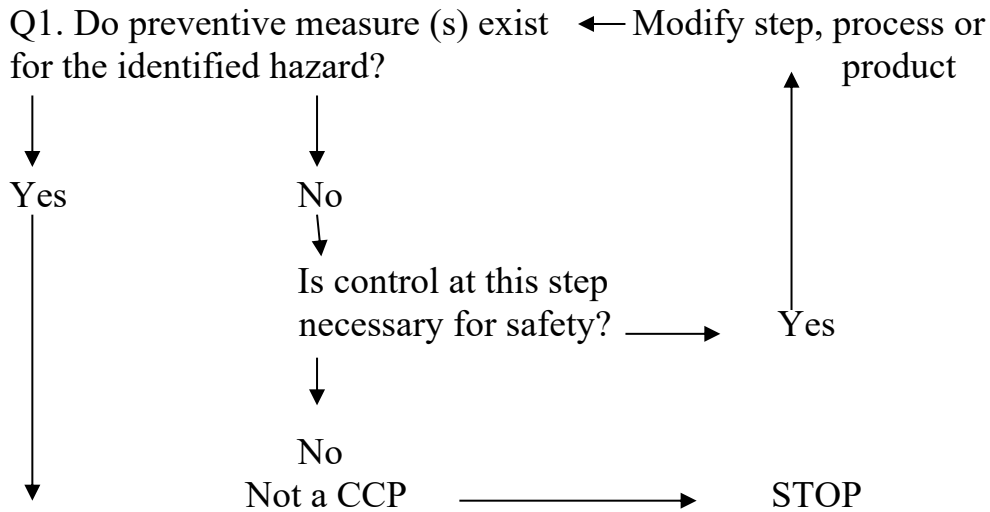 Q1. Do preventive measure (s) exist
for the identified hazard?
Modify step, process or
product
Yes
No
Is control at this step
necessary for safety?
Yes
No
Not a CCP
STOP